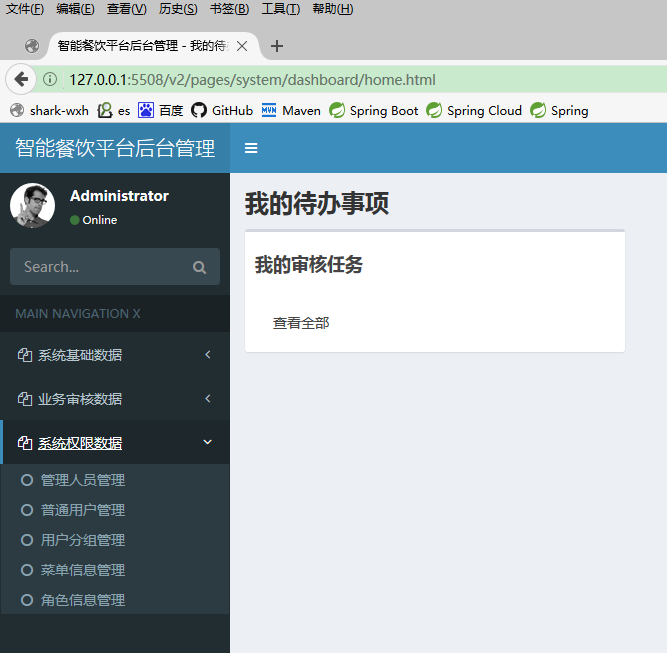 文件(F) 编辑(E) 查看(V) 历史(S) 书签(B) 工具(T) 帮助(H)
智能餐饮平台后台管理 - 我的待
127.0.0.1:5508/v2/pages/system/dashboard/home.html
shark-wxh es 百度 GitHub Maven Spring Boot Spring Cloud Spring
智能餐饮平台后台管理
Administrator
Online
Search...
MAIN NAVIGATION X
系统基础数据
业务审核数据
系统权限数据
管理人员管理
普通用户管理
用户分组管理
菜单信息管理
角色信息管理
我的待办事项
我的审核任务
查看全部